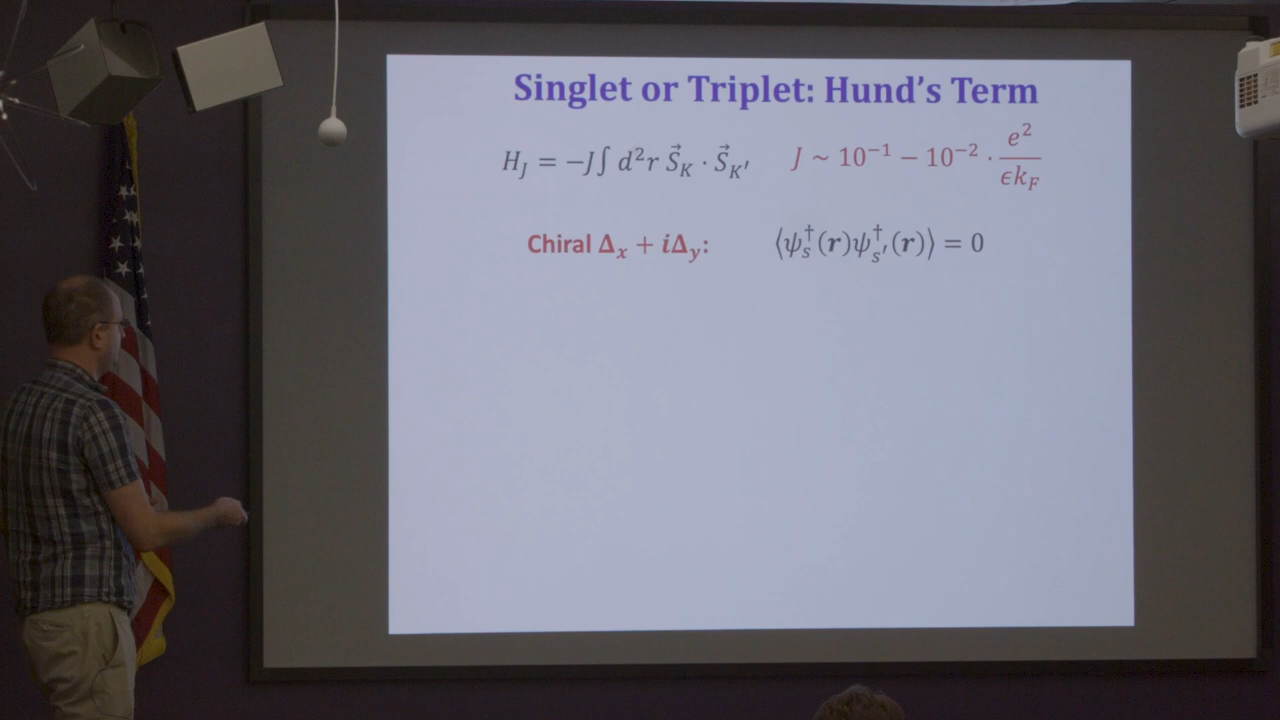 Singlet or Triplet: Hund's Term
H_J = −J∫ d²r S⃗_K · S⃗_K′    J ~ 10⁻¹ − 10⁻² · e²/(ϵk_F)
Chiral Δ_x + iΔ_y:    ⟨ψ_s^†(r)ψ_s′^†(r)⟩ = 0